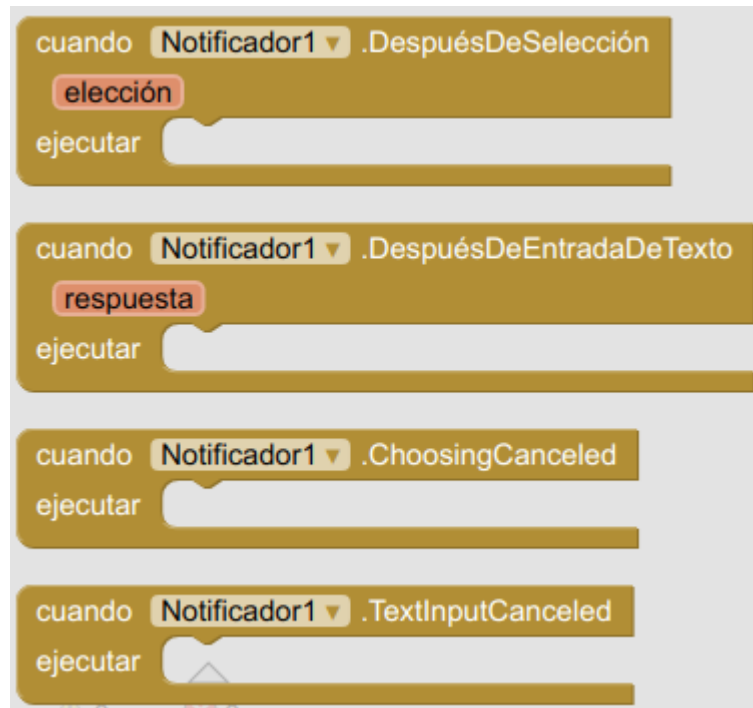 cuando Notificador1 .DespuésDeSelección
elección
ejecutar
cuando Notificador1 .DespuésDeEntradaDeTexto
respuesta
ejecutar
cuando Notificador1 .ChoosingCanceled
ejecutar
cuando Notificador1 .TextInputCanceled
ejecutar